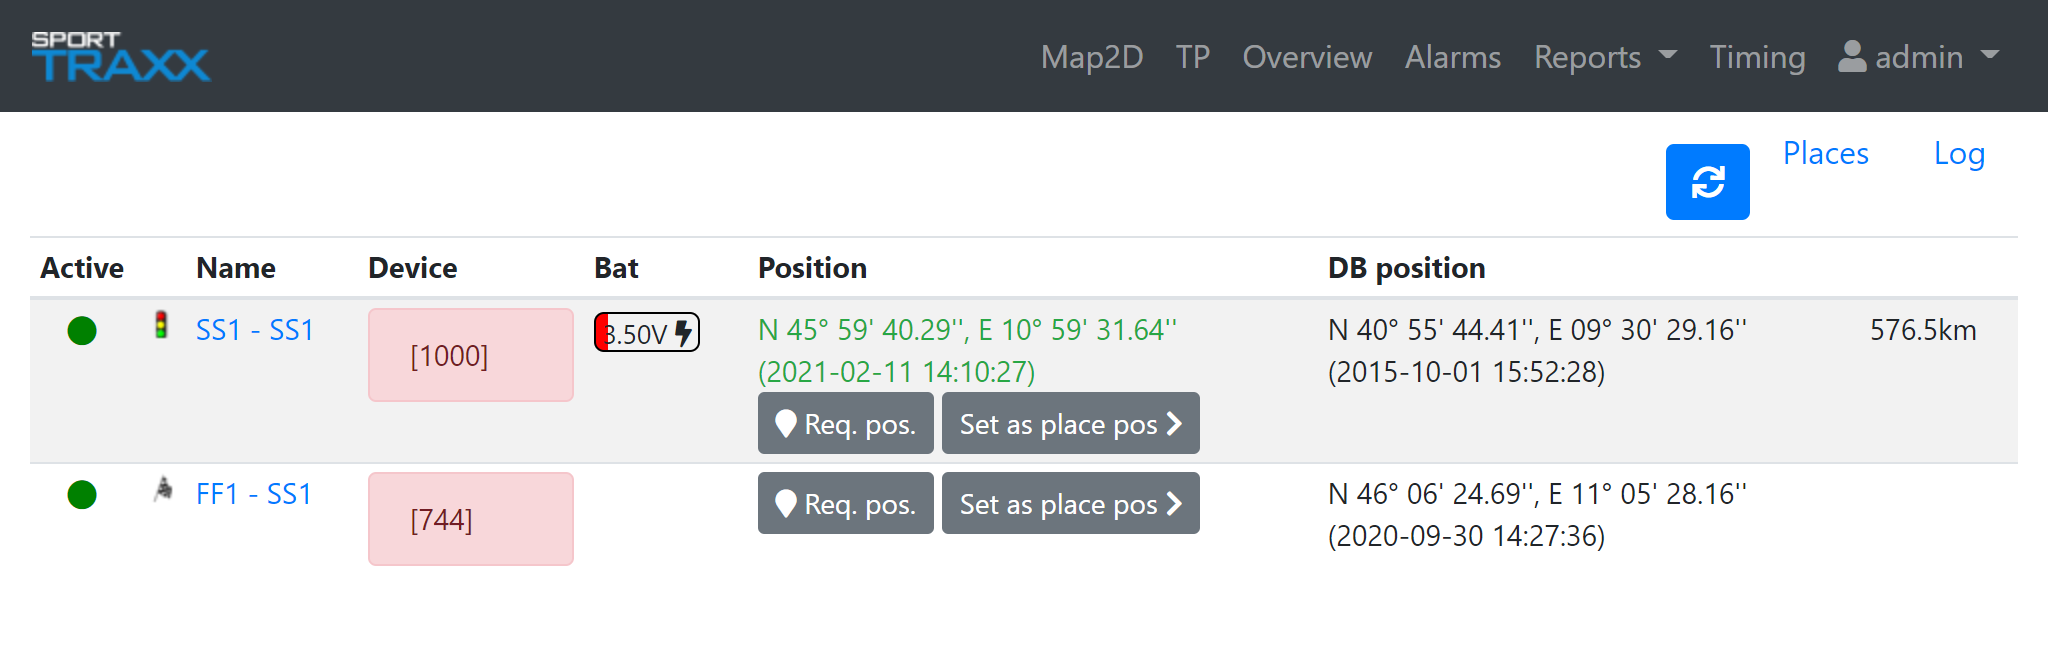 SPORT
TRAXX
Map2D TP Overview Alarms Reports Timing admin
Places Log
Active Name Device Bat Position DB position
SS1 - SS1 [1000] 3.50V N 45° 59' 40.29'', E 10° 59' 31.64'' N 40° 55' 44.41'', E 09° 30' 29.16'' 576.5km
(2021-02-11 14:10:27) (2015-10-01 15:52:28)
Req. pos. Set as place pos
FF1 - SS1 [744] Req. pos. Set as place pos N 46° 06' 24.69'', E 11° 05' 28.16''
(2020-09-30 14:27:36)